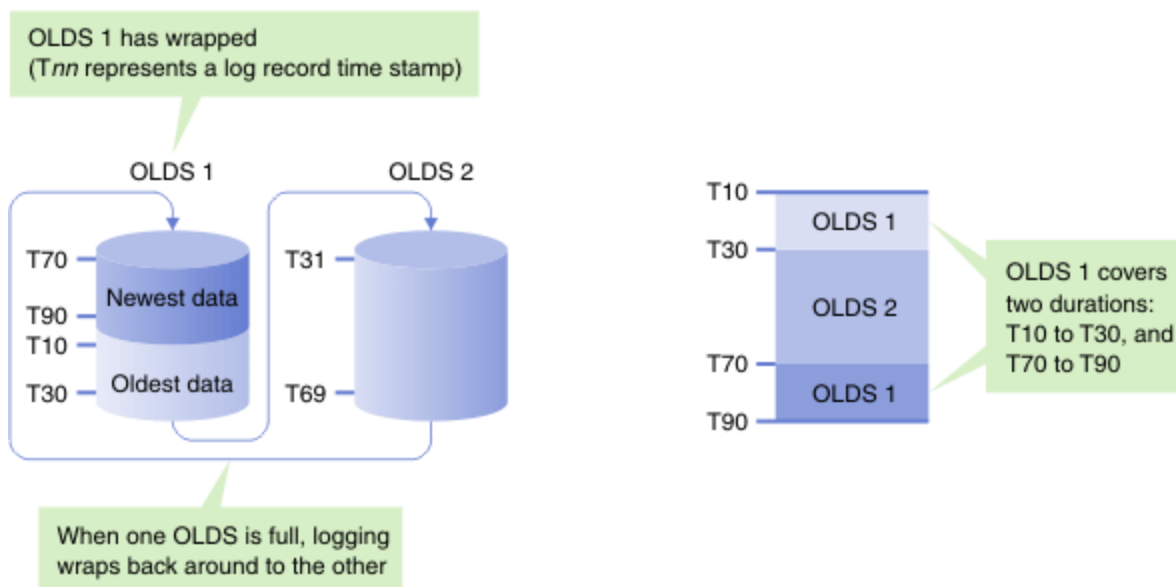 OLDS 1 has wrapped
(Tnn represents a log record time stamp)
OLDS 1
OLDS 2
T70
T90
T10
T30
Newest data
Oldest data
T31
T69
When one OLDS is full, logging
wraps back around to the other
T10
T30
T70
T90
OLDS 1
OLDS 2
OLDS 1
OLDS 1 covers
two durations:
T10 to T30, and
T70 to T90